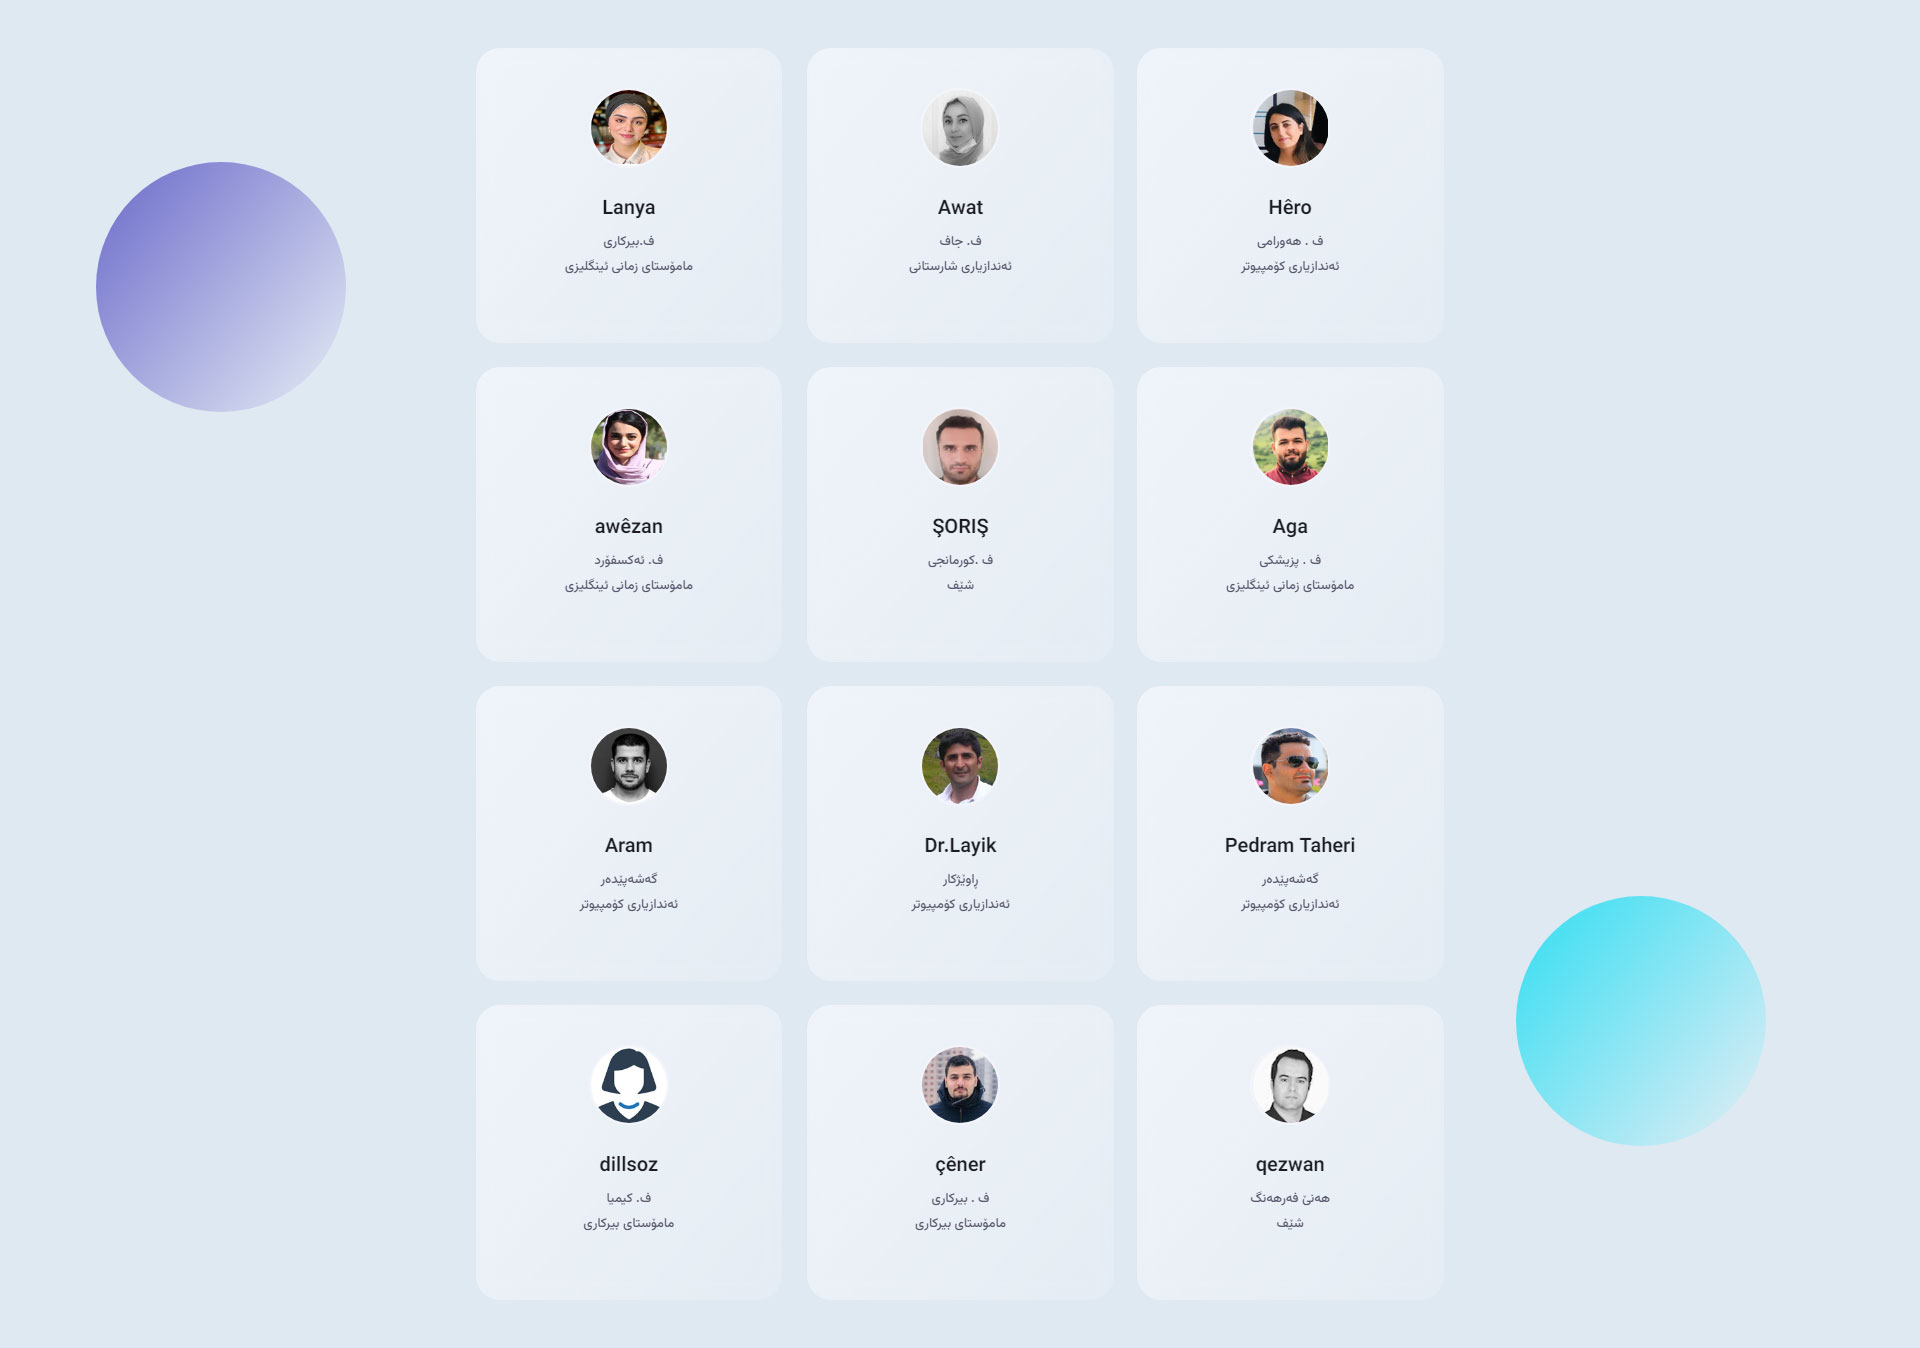 Lanya
ف.بیرکاری
مامۆستای زمانی ئینگلیزی
Awat
ف. جاف
ئەندازیاری شارستانی
Hêro
ف . هەورامی
ئەندازیاری کۆمپیوتر
awêzan
ف. ئەکسفۆرد
مامۆستای زمانی ئینگلیزی
ŞORIŞ
ف .کورمانجی
شێف
Aga
ف . پزیشکی
مامۆستای زمانی ئینگلیزی
Aram
گەشەپێدەر
ئەندازیاری کۆمپیوتر
Dr.Layik
ڕاوێژکار
ئەندازیاری کۆمپیوتر
Pedram Taheri
گەشەپێدەر
ئەندازیاری کۆمپیوتر
dillsoz
ف. کیمیا
مامۆستای بیرکاری
çêner
ف . بیرکاری
مامۆستای بیرکاری
qezwan
هەنێ فەرهەنگ
شێف